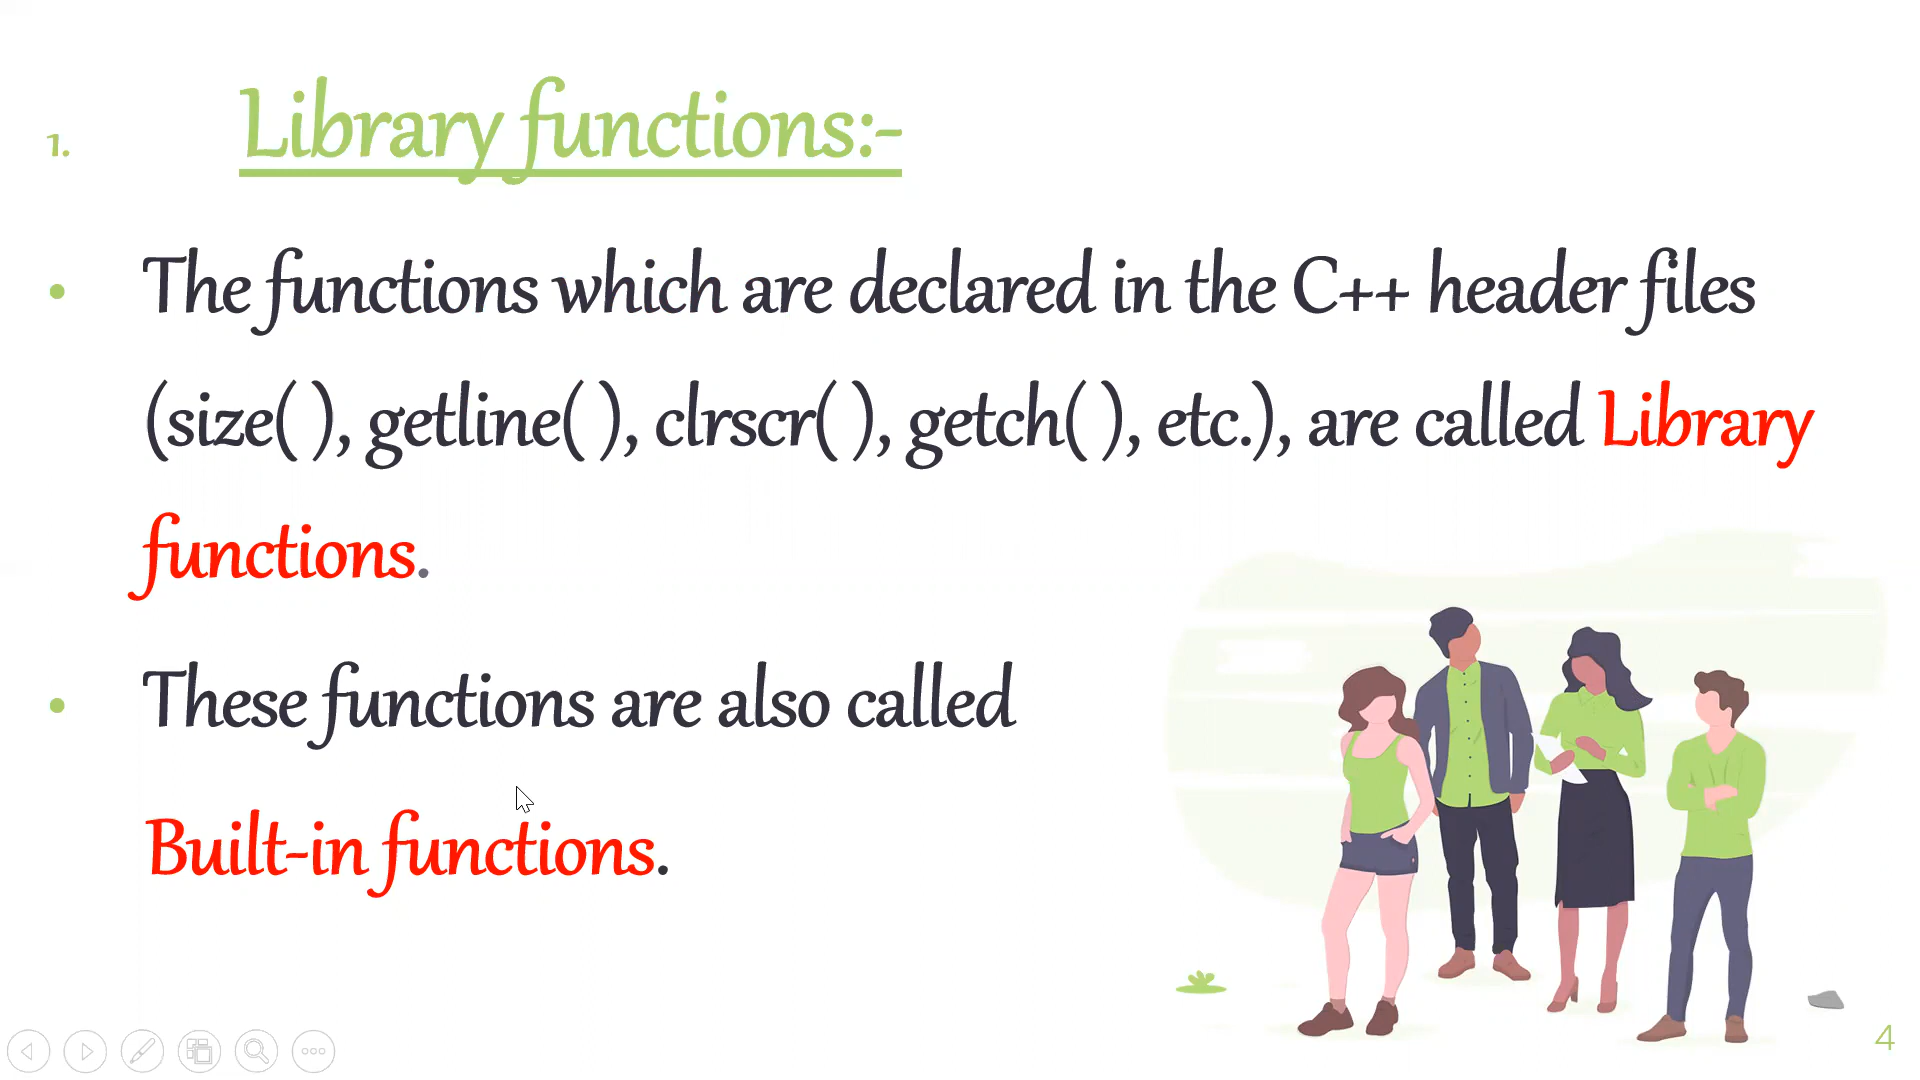 1. Library functions:-
• The functions which are declared in the C++ header files
(size( ), getline( ), clrscr( ), getch( ), etc.), are called Library
functions.
• These functions are also called
Built-in functions.
4